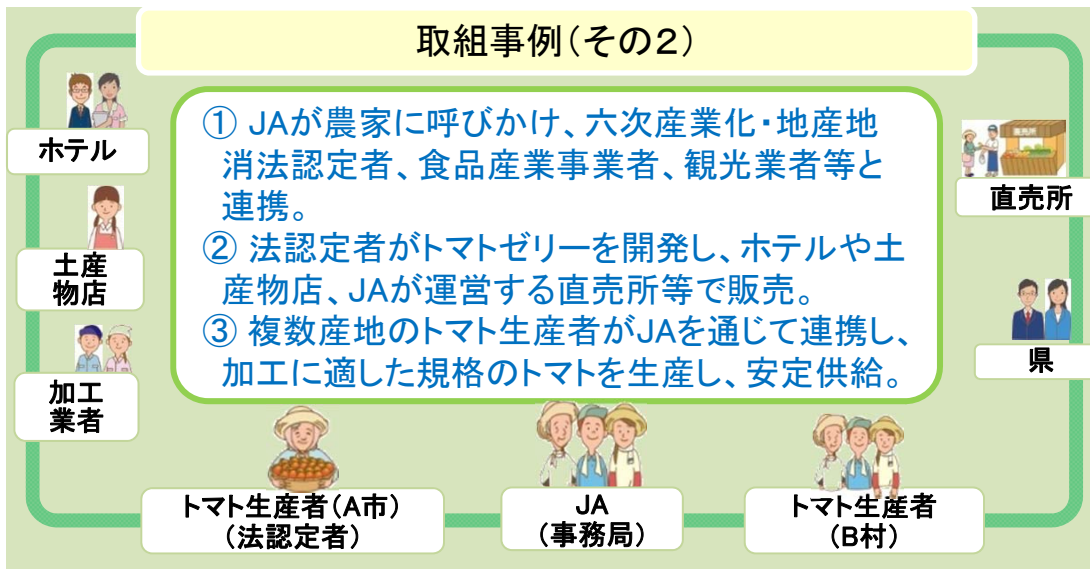 取組事例(その2)
① JAが農家に呼びかけ、六次産業化・地産地
消法認定者、食品産業事業者、観光業者等と
連携。
② 法認定者がトマトゼリーを開発し、ホテルや土
産物店、JAが運営する直売所等で販売。
③ 複数産地のトマト生産者がJAを通じて連携し、
加工に適した規格のトマトを生産し、安定供給。
ホテル
土産
物店
加工
業者
直売所
直売所
県
トマト生産者(A市)
(法認定者)
JA
(事務局)
トマト生産者
(B村)